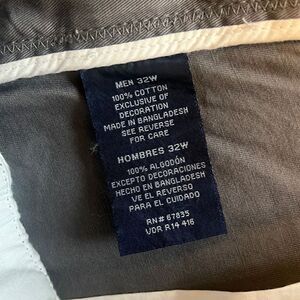 MEN 32W
100% COTTON
EXCLUSIVE OF
DECORATION
MADE IN BANGLADESH
SEE REVERSE
FOR CARE
HOMBRES 32W
100% ALGODÓN
EXCEPTO DECORACIONES
HECHO EN BANGLADESH
VE EL REVERSO
PARA EL CUIDADO
RN# 67835
VDR R14 416